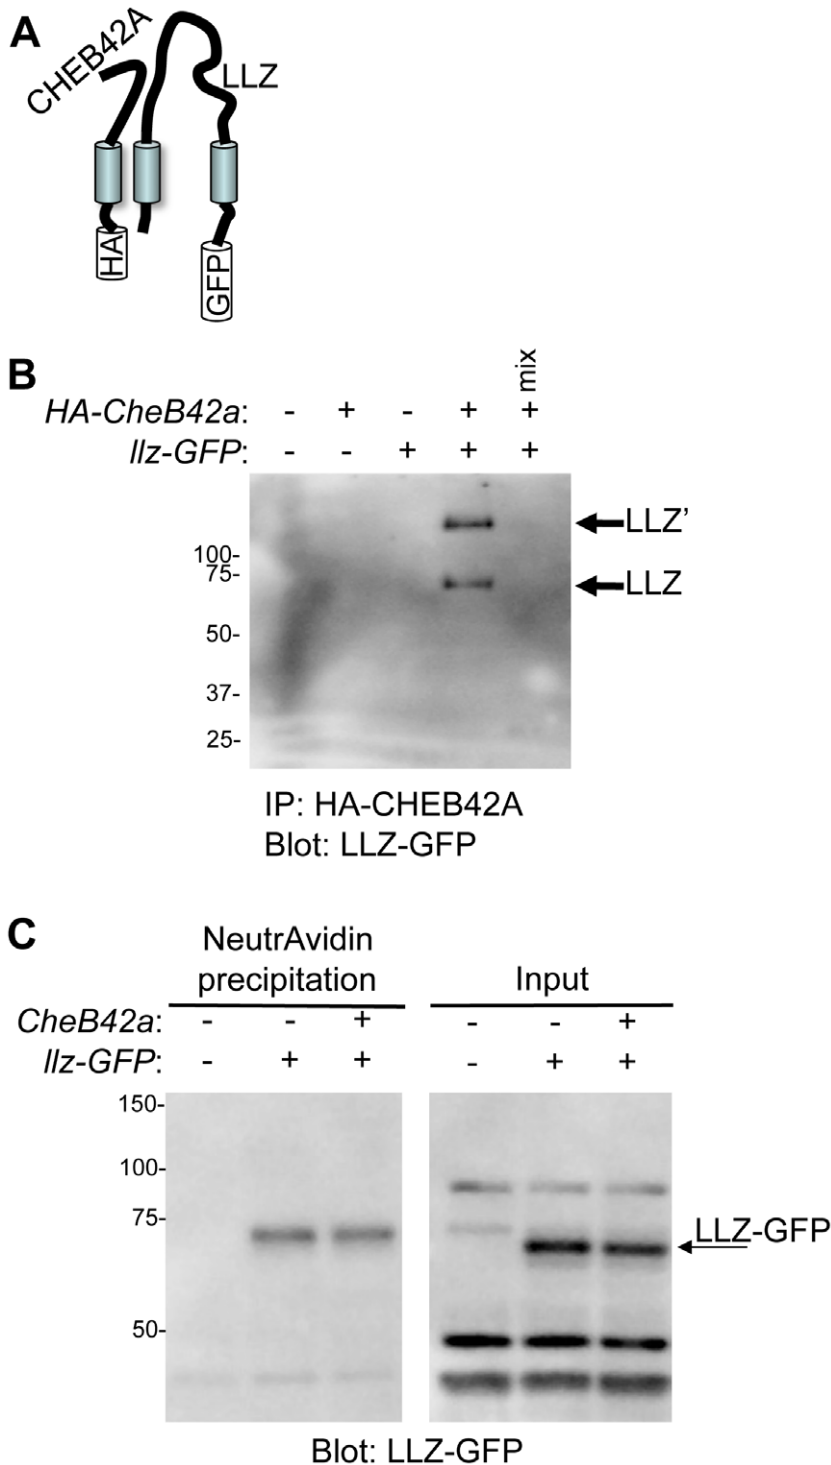 A
CHEB42A
LLZ
HA
GFP
B
mix
HA-CheB42a: - + - + +
llz-GFP: - - + + +
LLZ'
100-
75-
LLZ
50-
37-
25-
IP: HA-CHEB42A
Blot: LLZ-GFP
C
NeutrAvidin
precipitation
Input
CheB42a: - - + - - +
llz-GFP: - + + - + +
150-
100-
75-
LLZ-GFP
50-
Blot: LLZ-GFP